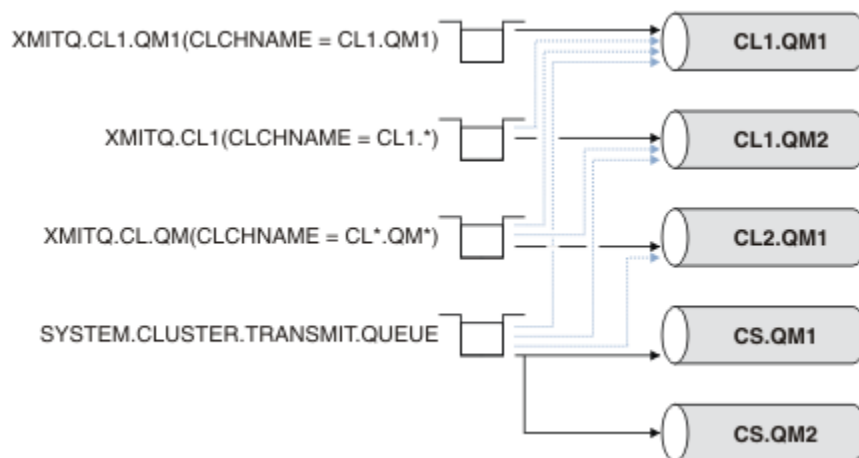 XMITQ.CL1.QM1(CLCHNAME = CL1.QM1)
CL1.QM1
XMITQ.CL1(CLCHNAME = CL1.*)
CL1.QM2
XMITQ.CL.QM(CLCHNAME = CL*.QM*)
CL2.QM1
SYSTEM.CLUSTER.TRANSMIT.QUEUE
CS.QM1
CS.QM2